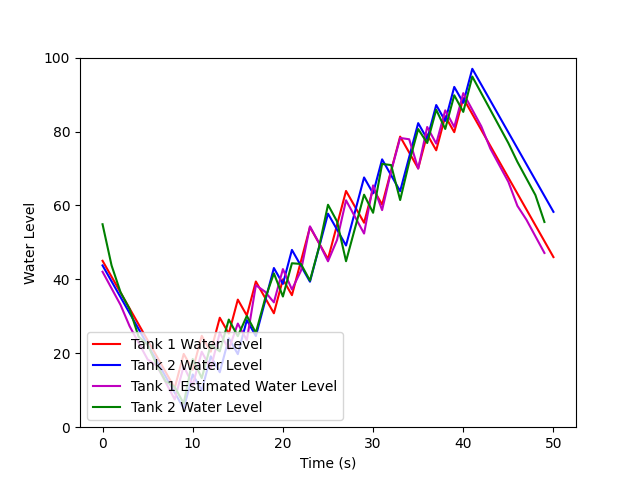 100
80
60
40
20
0
Water Level
Tank 1 Water Level
Tank 2 Water Level
Tank 1 Estimated Water Level
Tank 2 Water Level
0 10 20 30 40 50
Time (s)